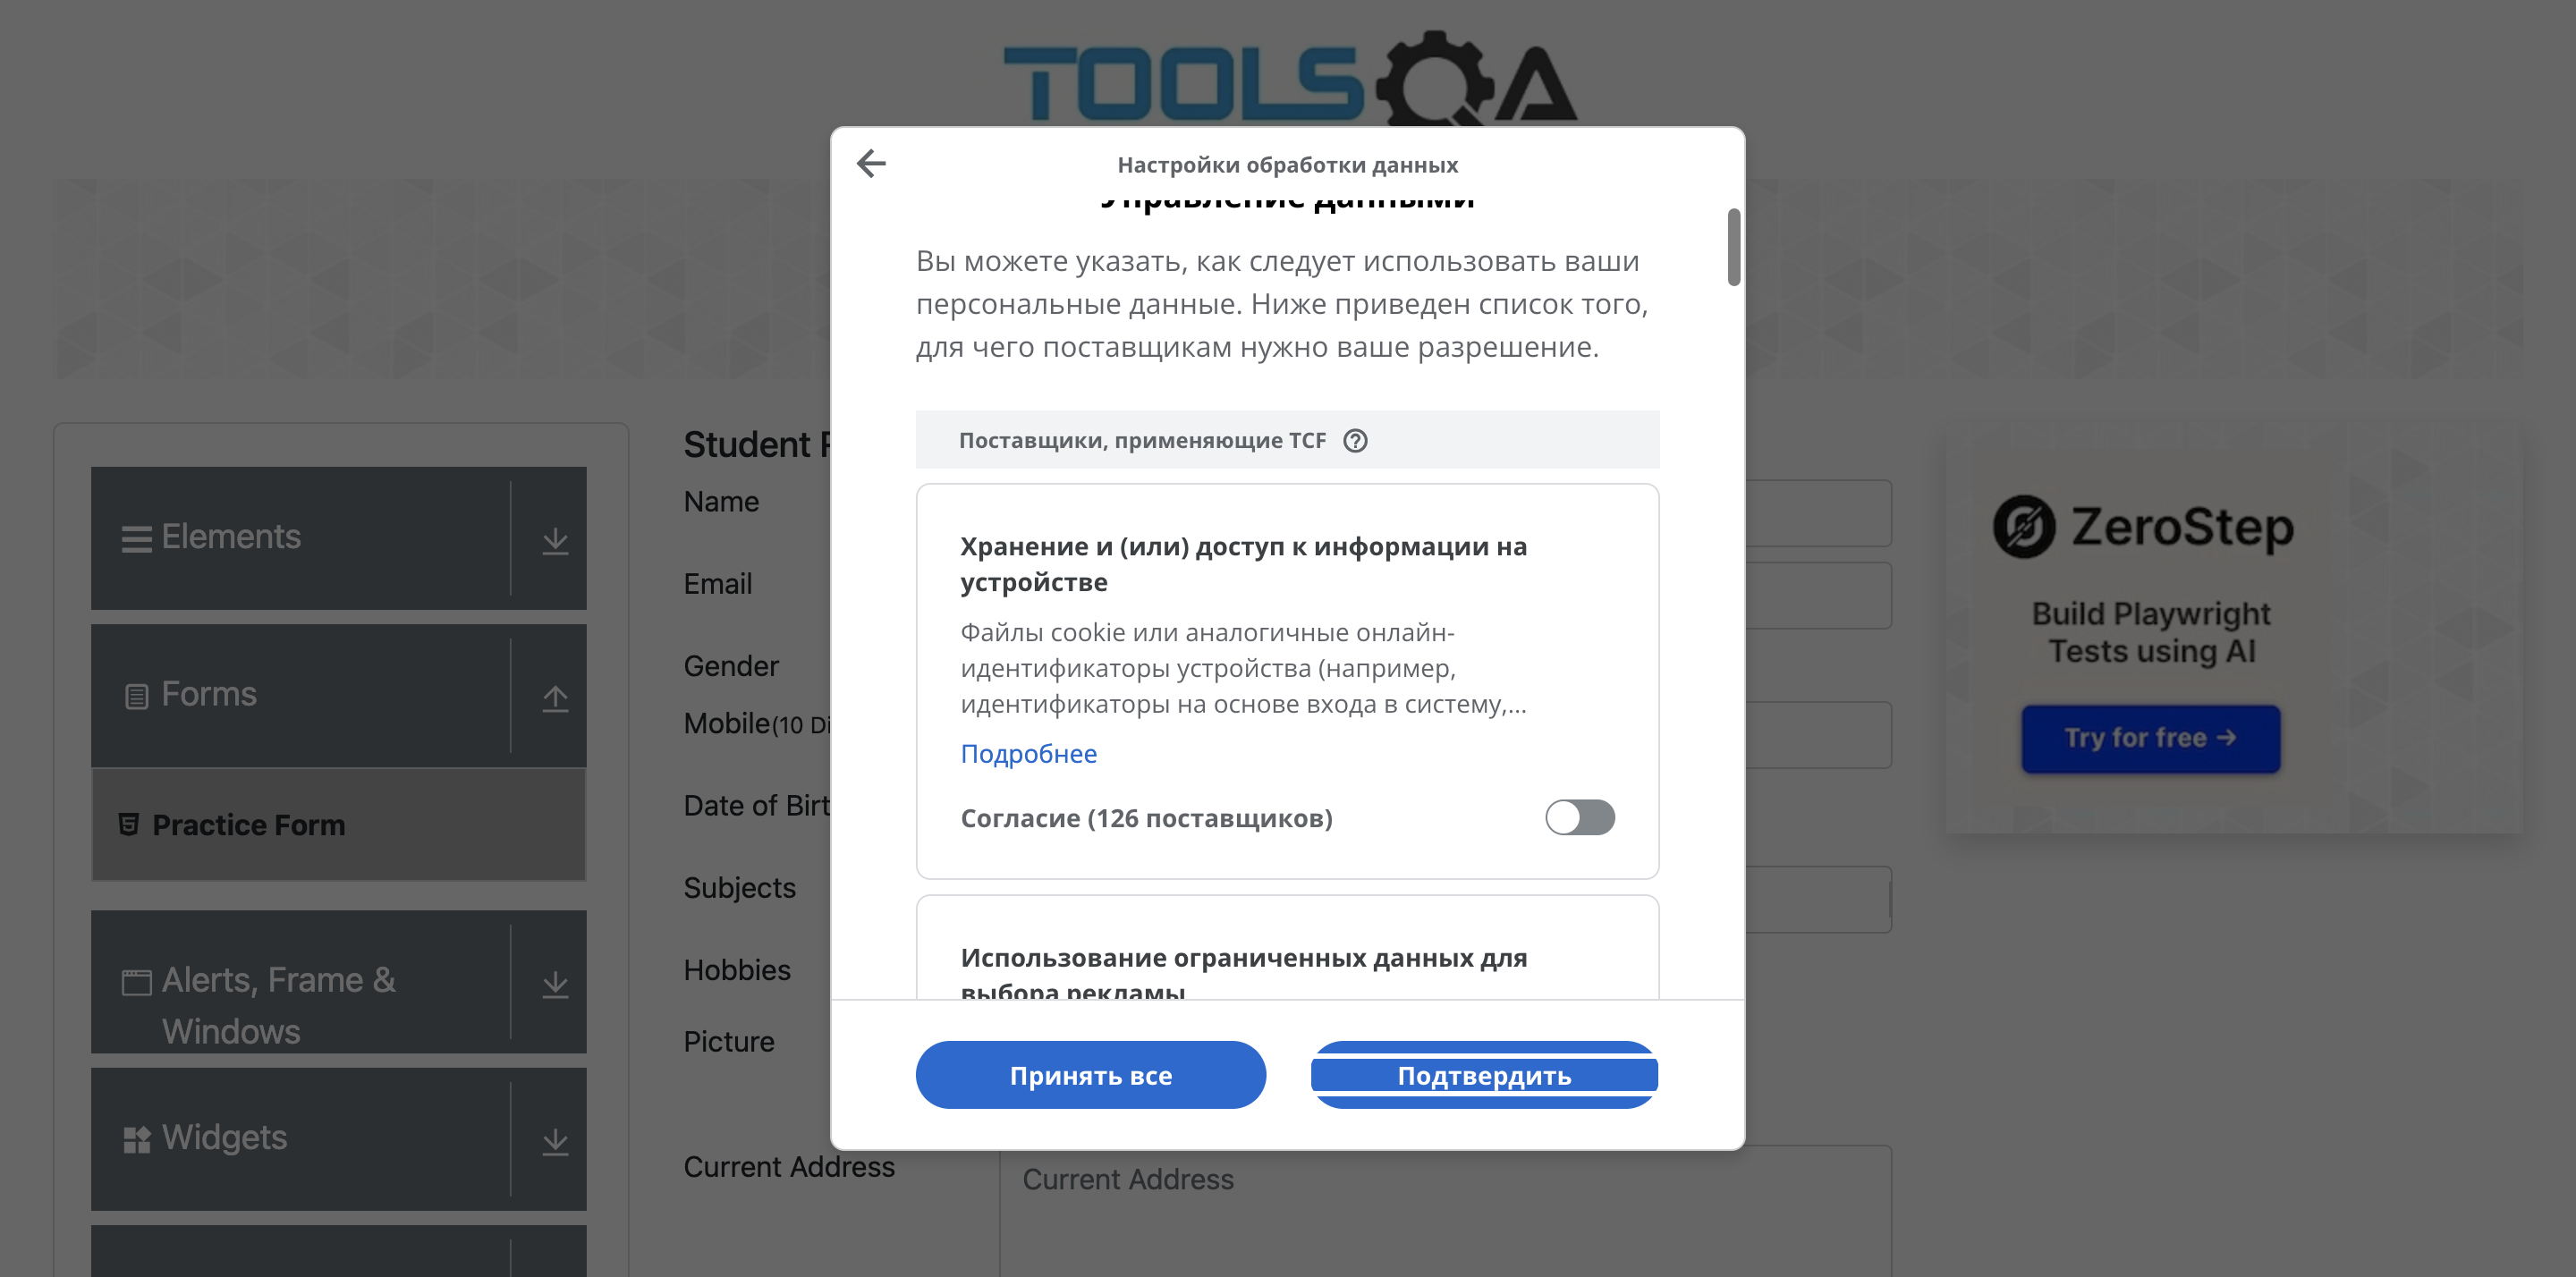 TOOLSQA
Настройки обработки данных
Управление данными
Вы можете указать, как следует использовать ваши
персональные данные. Ниже приведен список того,
для чего поставщикам нужно ваше разрешение.
Поставщики, применяющие TCF
Хранение и (или) доступ к информации на
устройстве
Файлы cookie или аналогичные онлайн-
идентификаторы устройства (например,
идентификаторы на основе входа в систему,...
Подробнее
Согласие (126 поставщиков)
Использование ограниченных данных для
выбора рекламы
Принять все
Подтвердить
Elements
Forms
Practice Form
Alerts, Frame &
Windows
Widgets
Student
Name
Email
Gender
Mobile(10 Di
Date of Birt
Subjects
Hobbies
Picture
Current Address
Current Address
ZeroStep
Build Playwright
Tests using AI
Try for free →